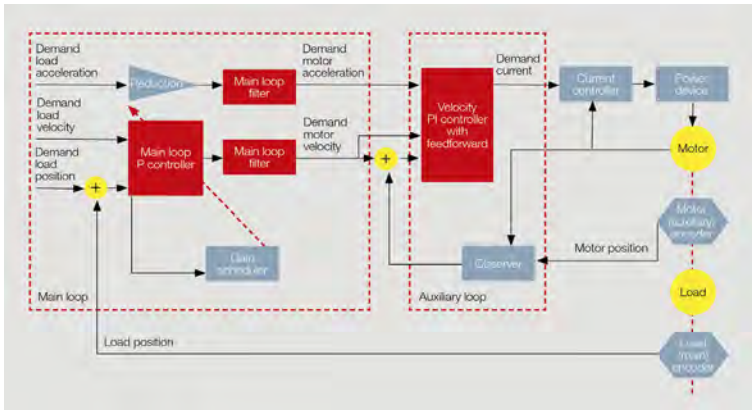 Demand
load
acceleration
Reduction
Main loop
filter
Demand
motor
acceleration
Demand
load
velocity
Demand
load
position
+
Main loop
P controller
Main loop
filter
Demand
motor
velocity
+
Velocity
PI controller
with
feedforward
Demand
current
Current
controller
Power
device
Motor
Motor
(auxiliary)
encoder
Motor position
Gain
scheduler
Observer
Main loop
Auxiliary loop
Load
Load position
Load
(main)
encoder